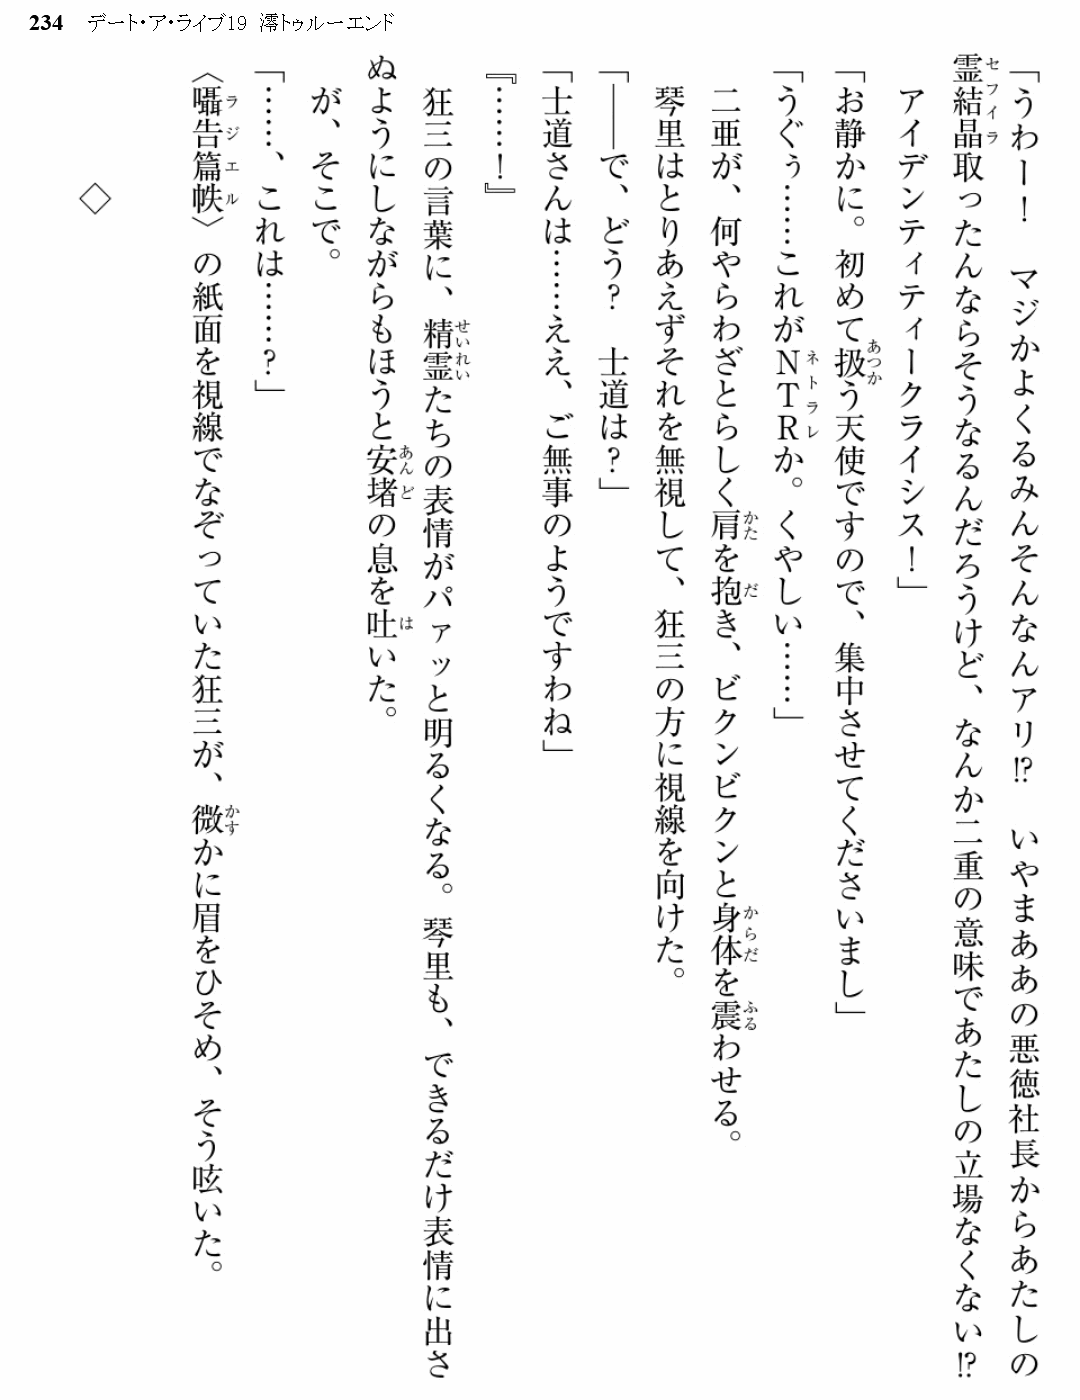 234 デート・ア・ライブ19 澪トゥルーエンド
「うわー！　マジかよくるみんそんなんアリ!?　いやまああの悪徳社長からあたしの
霊結晶取ったんならそうなるんだろうけど、なんか二重の意味であたしの立場なくない!?
アイデンティティークライシス！」
「お静かに。初めて扱う天使ですので、集中させてくださいまし」
「うぐぅ……これがＮＴＲか。くやしい……」
　二亜が、何やらわざとらしく肩を抱き、ビクンビクンと身体を震わせる。
　琴里はとりあえずそれを無視して、狂三の方に視線を向けた。
「――で、どう？　士道は？」
「士道さんは……ええ、ご無事のようですわね」
『……！』
　狂三の言葉に、精霊たちの表情がパァッと明るくなる。琴里も、できるだけ表情に出さ
ぬようにしながらもほうと安堵の息を吐いた。
　が、そこで。
「……、これは……？」
〈囁告篇帙〉の紙面を視線でなぞっていた狂三が、微かに眉をひそめ、そう呟いた。
◇